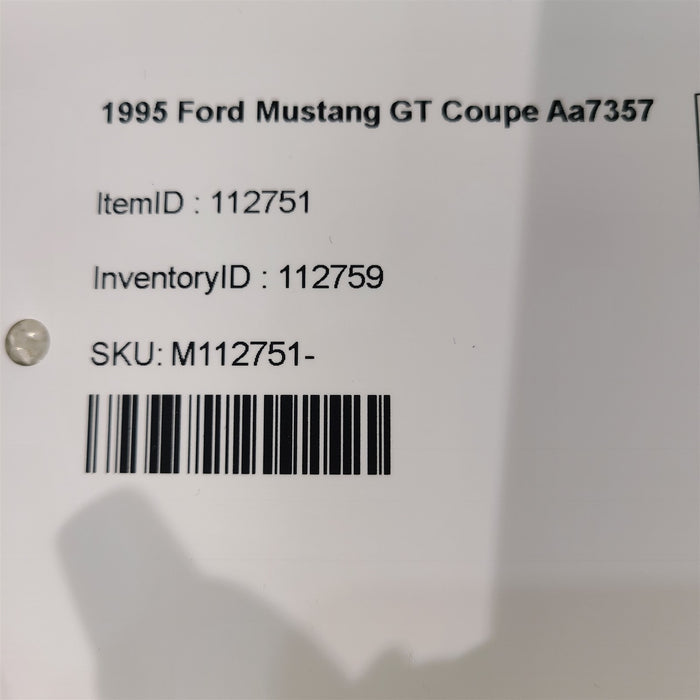 1995 Ford Mustang GT Coupe Aa7357
ItemID : 112751
InventoryID : 112759
SKU: M112751-